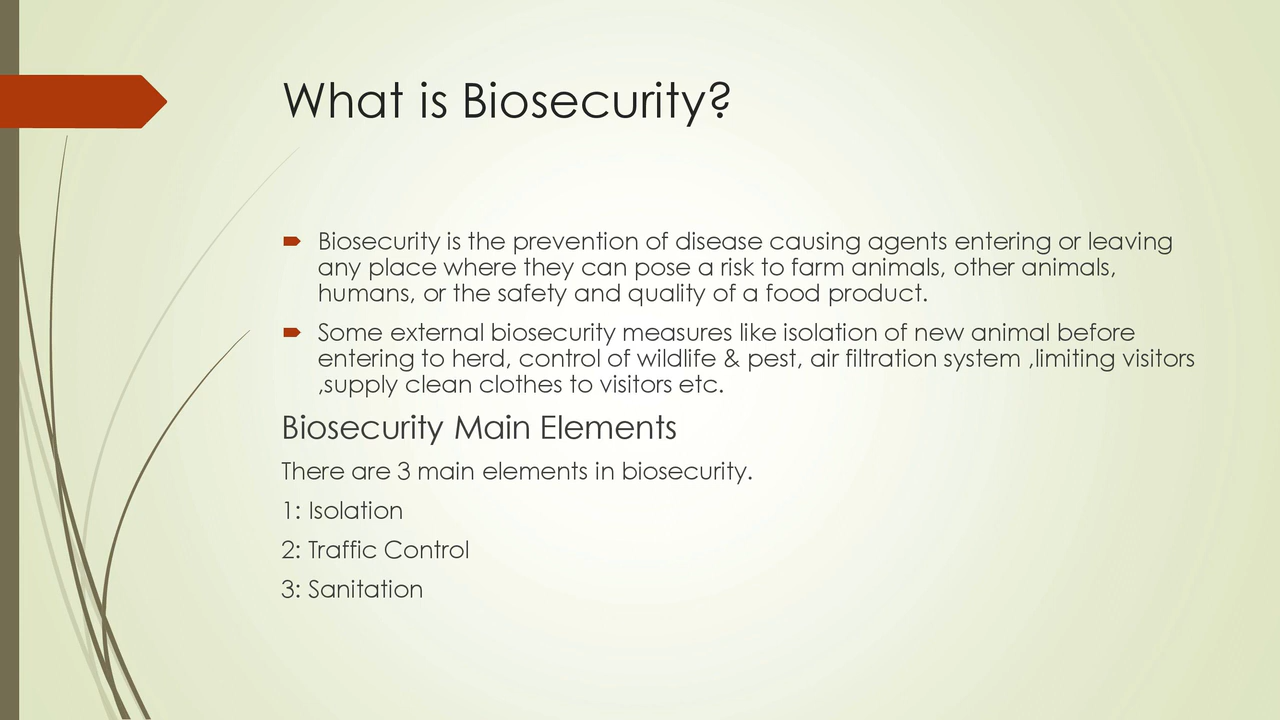 What is Biosecurity?
Biosecurity is the prevention of disease causing agents entering or leaving
any place where they can pose a risk to farm animals, other animals,
humans, or the safety and quality of a food product.
Some external biosecurity measures like isolation of new animal before
entering to herd, control of wildlife & pest, air filtration system ,limiting visitors
,supply clean clothes to visitors etc.
Biosecurity Main Elements
There are 3 main elements in biosecurity.
1: Isolation
2: Traffic Control
3: Sanitation